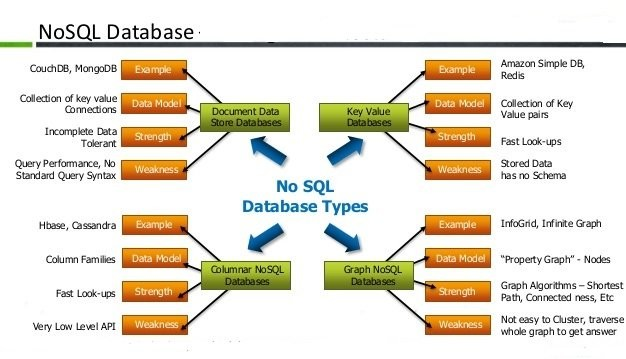 NoSQL Database
CouchDB, MongoDB
Example
Collection of key value
Connections
Data Model
Incomplete Data
Tolerant
Strength
Query Performance, No
Standard Query Syntax
Weakness
Document Data
Store Databases
Key Value
Databases
Example
Amazon Simple DB,
Redis
Data Model
Collection of Key
Value pairs
Strength
Fast Look-ups
Weakness
Stored Data
has no Schema
No SQL
Database Types
Hbase, Cassandra
Example
Column Families
Data Model
Fast Look-ups
Strength
Very Low Level API
Weakness
Columnar NoSQL
Databases
Graph NoSQL
Databases
Example
InfoGrid, Infinite Graph
Data Model
“Property Graph” - Nodes
Strength
Graph Algorithms – Shortest
Path, Connected ness, Etc
Weakness
Not easy to Cluster, traverse
whole graph to get answer